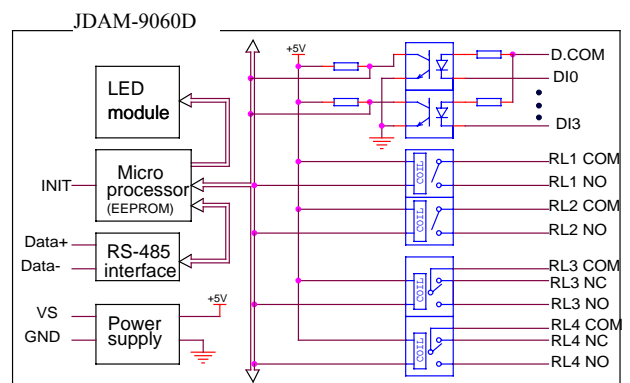 JDAM-9060D
+5V
D.COM
DI0
DI3
LED
module
Micro
processor
(EEPROM)
INIT
RS-485
interface
Data+
Data-
VS
GND
Power
supply
+5V
COIL
RL1 COM
RL1 NO
COIL
RL2 COM
RL2 NO
COIL
RL3 COM
RL3 NC
RL3 NO
COIL
RL4 COM
RL4 NC
RL4 NO